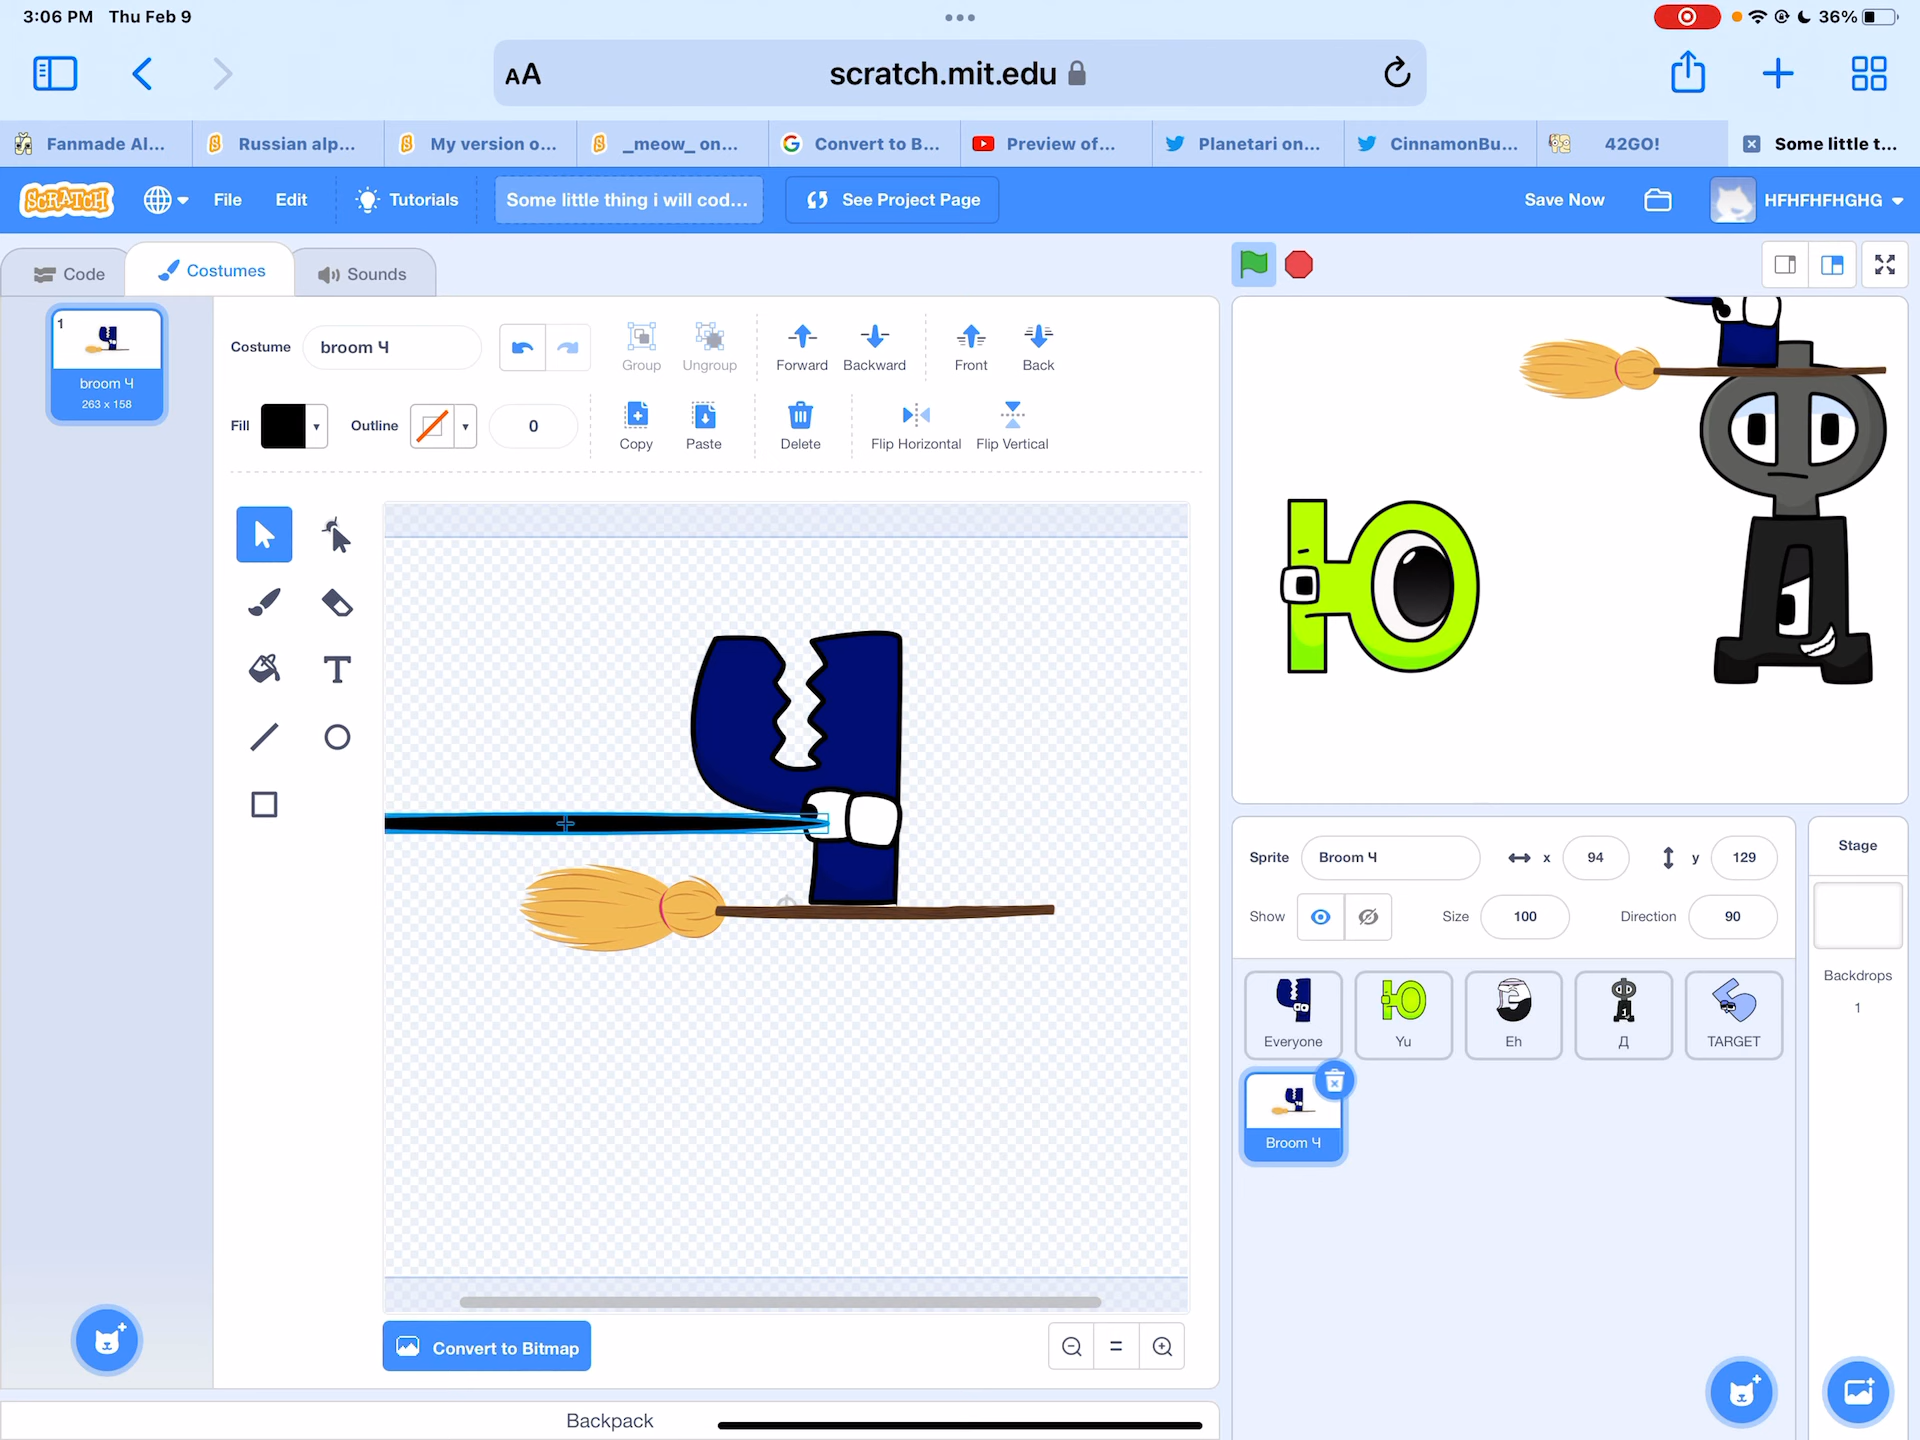 3:06 PM Thu Feb 9
36%
AA
scratch.mit.edu
Fanmade Al...
Russian alp...
My version o...
_meow_ on...
Convert to B...
Preview of...
Planetari on...
CinnamonBu...
42GO!
Some little t...
SCRATCH
File
Edit
Tutorials
Some little thing i will cod...
See Project Page
Save Now
HFHFHFHGHG
Code
Costumes
Sounds
1
broom Ч
263 x 158
Costume
broom Ч
Group
Ungroup
Forward
Backward
Front
Back
Fill
Outline
0
Copy
Paste
Delete
Flip Horizontal
Flip Vertical
T
Convert to Bitmap
=
Backpack
Sprite
Broom Ч
x
94
y
129
Show
Size
100
Direction
90
Everyone
Yu
Eh
Д
TARGET
Broom Ч
Stage
Backdrops
1
Ю